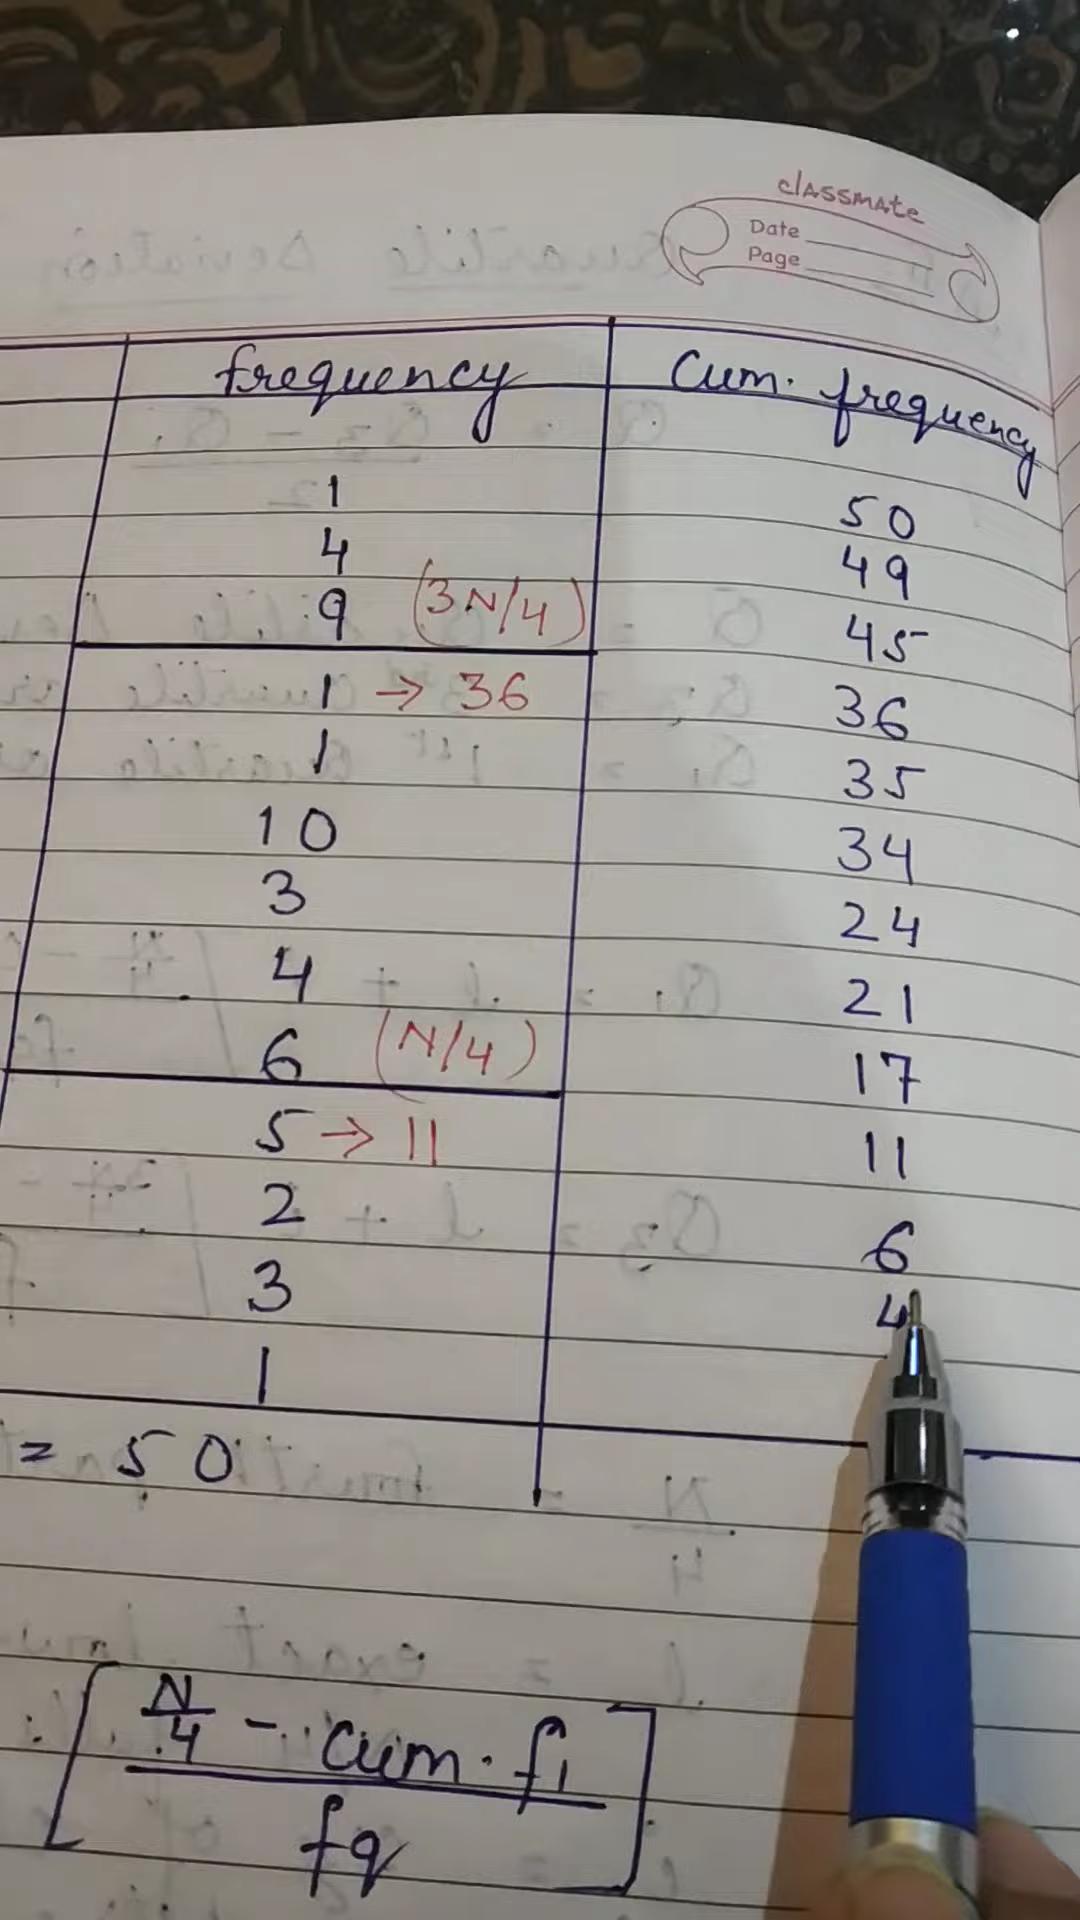 classmate
Date
Page
frequency Cum. frequency
1 50
4 49
9 (3N/4) 45
1 → 36 36
1 35
10 34
3 24
4 21
6 (N/4) 17
5 → 11 11
2 6
3 4
1
= 50
[N/4 - cum. f1 / fq]